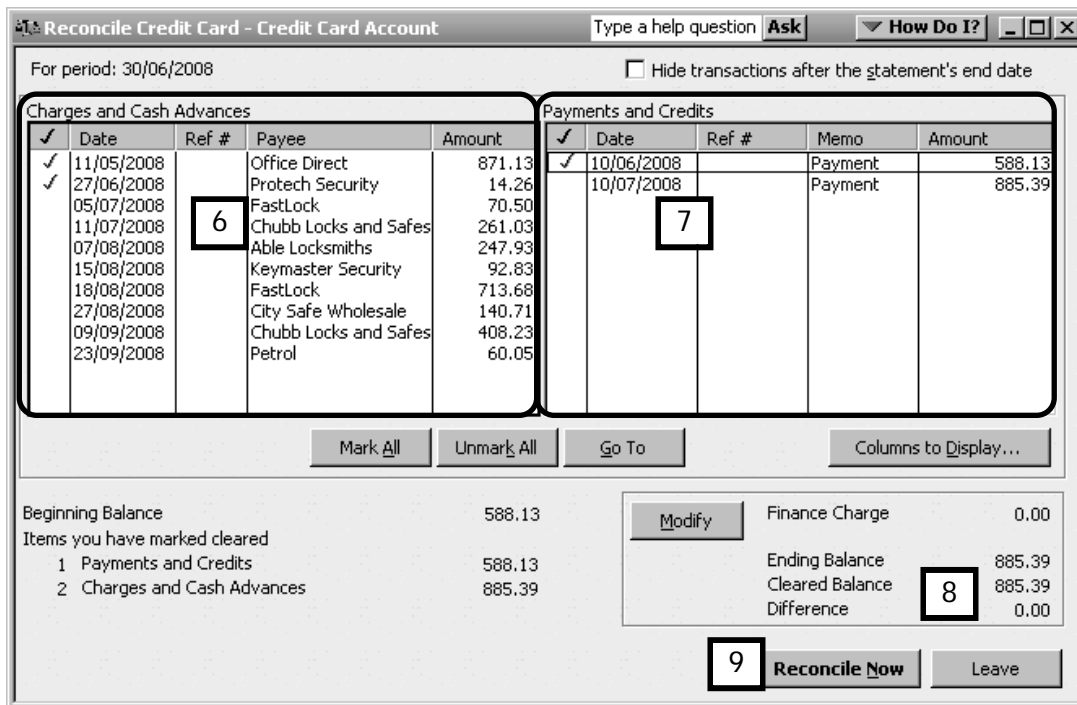 Reconcile Credit Card - Credit Card Account Type a help question Ask How Do I?
For period: 30/06/2008 Hide transactions after the statement's end date
Charges and Cash Advances
✓ Date Ref # Payee Amount
✓ 11/05/2008 Office Direct 871.13
✓ 27/06/2008 Protech Security 14.26
05/07/2008 FastLock 70.50
11/07/2008 Chubb Locks and Safes 261.03
07/08/2008 Able Locksmiths 247.93
15/08/2008 Keymaster Security 92.83
18/08/2008 FastLock 713.68
27/08/2008 City Safe Wholesale 140.71
09/09/2008 Chubb Locks and Safes 408.23
23/09/2008 Petrol 60.05
6
Payments and Credits
✓ Date Ref # Memo Amount
✓ 10/06/2008 Payment 588.13
10/07/2008 Payment 885.39
7
Mark All Unmark All Go To Columns to Display...
Beginning Balance 588.13
Items you have marked cleared
1 Payments and Credits 588.13
2 Charges and Cash Advances 885.39
Modify
Finance Charge 0.00
Ending Balance 885.39
Cleared Balance 885.39
Difference 0.00
8
9
Reconcile Now Leave